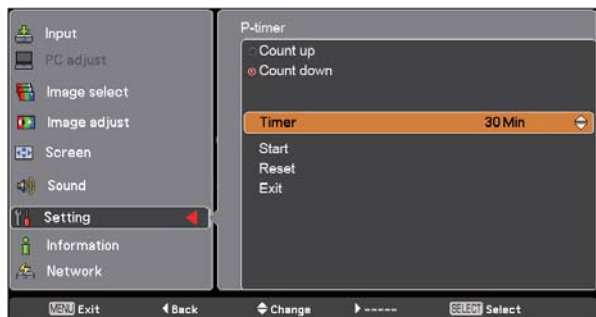 Input
PC adjust
Image select
Image adjust
Screen
Sound
Setting
Information
Network
P-timer
Count up
Count down
Timer 30 Min
Start
Reset
Exit
MENU Exit Back Change ----- SELECT Select